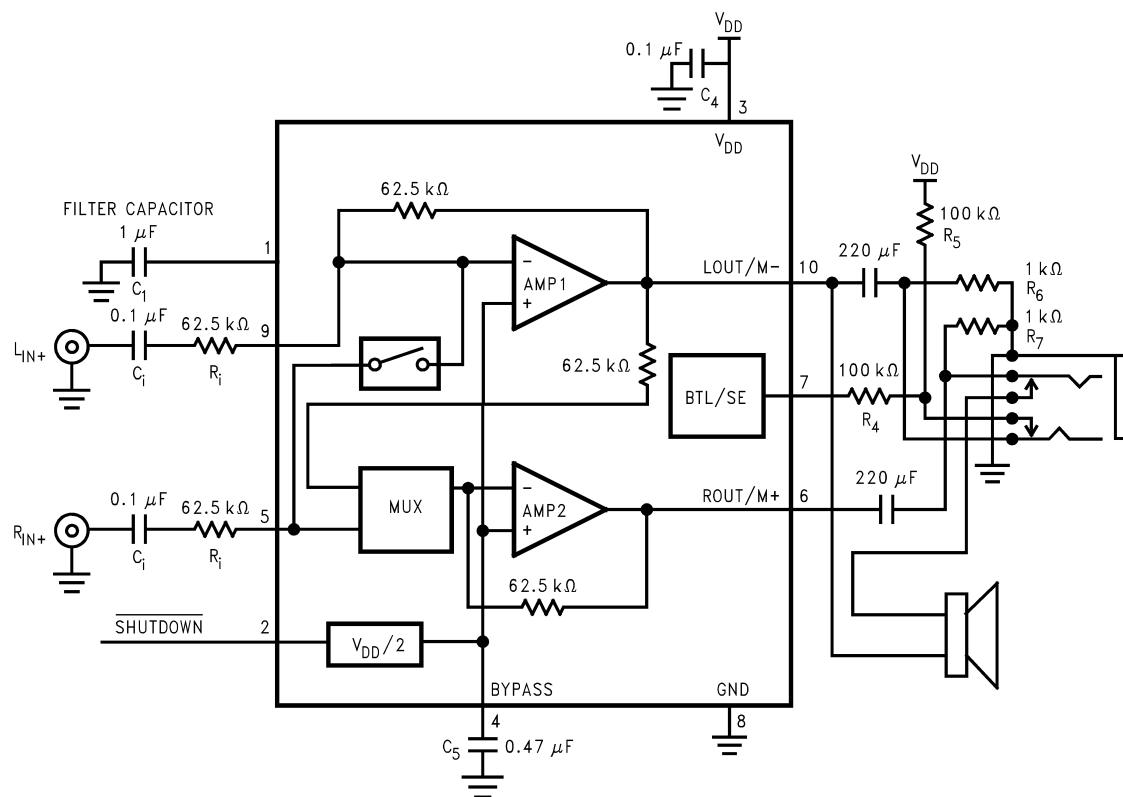 V_DD
0.1 μF
C_4
3
V_DD
V_DD
62.5 kΩ
100 kΩ
R_5
FILTER CAPACITOR
1 μF
1
C_1
220 μF
LOUT/M-
10
1 kΩ
R_6
−
AMP1
+
0.1 μF
62.5 kΩ
9
L_IN+
C_i
R_i
1 kΩ
R_7
62.5 kΩ
BTL/SE
7
100 kΩ
R_4
0.1 μF
62.5 kΩ
5
R_IN+
C_i
R_i
MUX
−
AMP2
+
ROUT/M+
6
220 μF
62.5 kΩ
SHUTDOWN
2
V_DD/2
BYPASS
GND
4
8
C_5
0.47 μF